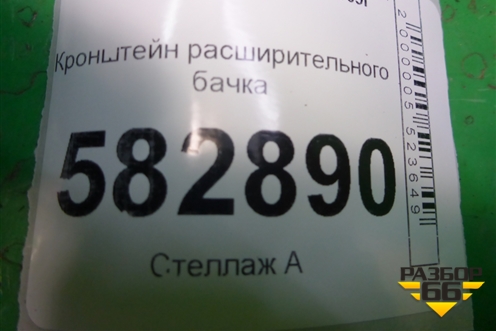 Кронштейн расширительного
бачка
582890
Стеллаж А
2000005523649
РАЗБОР
66